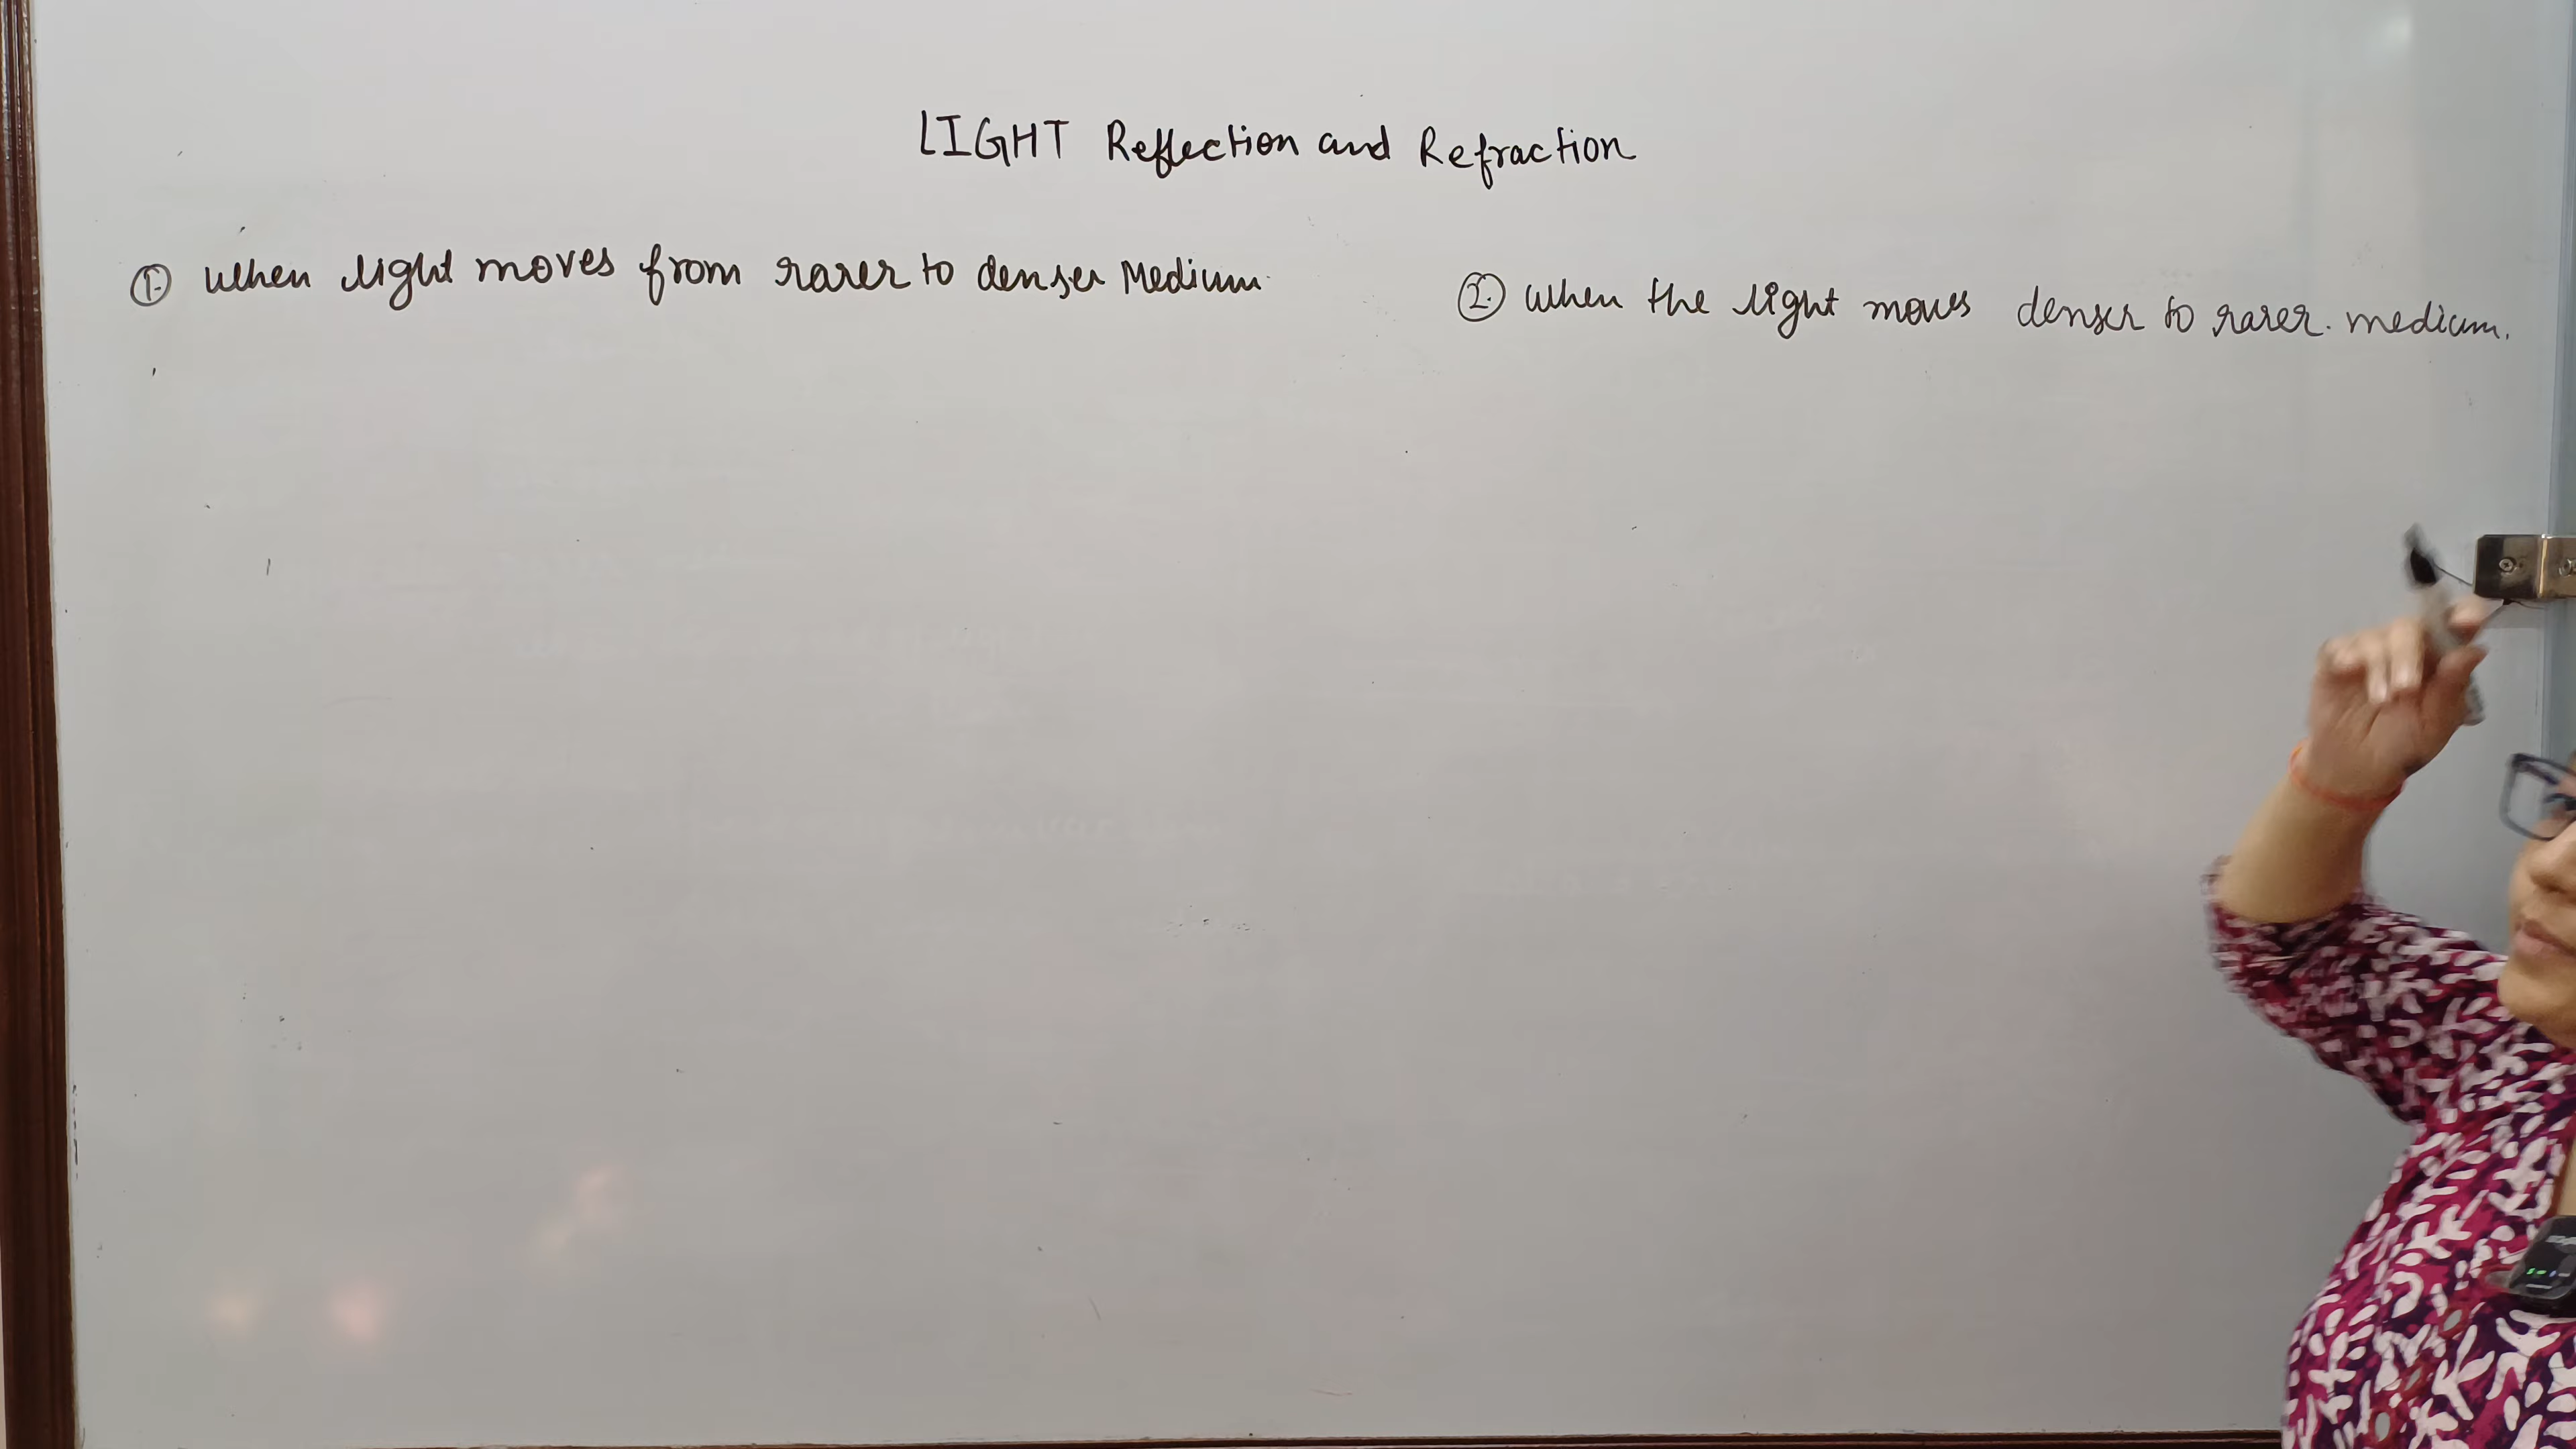 LIGHT Reflection and Refraction
① when light moves from rarer to denser Medium.
② when the light moves denser to rarer. medium.